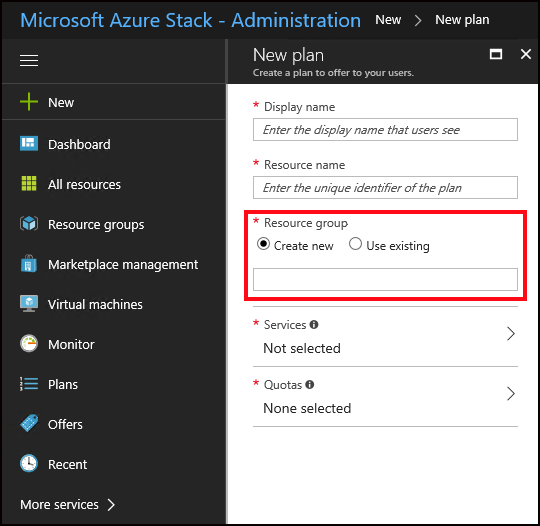 Microsoft Azure Stack - Administration New > New plan
New
Dashboard
All resources
Resource groups
Marketplace management
Virtual machines
Monitor
Plans
Offers
Recent
More services >
New plan
Create a plan to offer to your users.
* Display name
Enter the display name that users see
* Resource name
Enter the unique identifier of the plan
* Resource group
Create new Use existing
* Services
Not selected
* Quotas
None selected